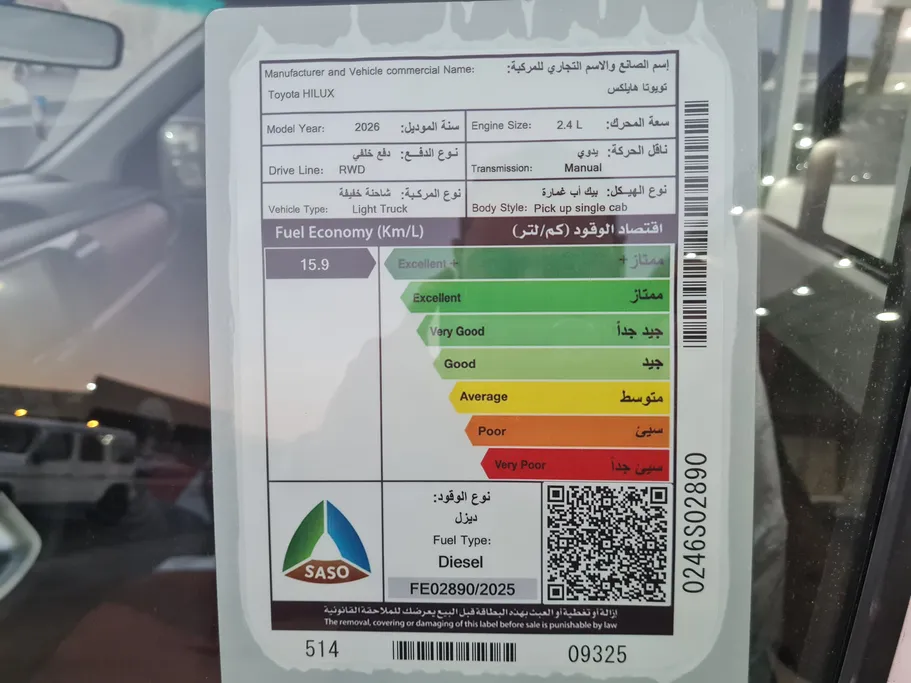 Manufacturer and Vehicle commercial Name: إسم الصانع والاسم التجاري للمركبة:
Toyota HILUX تويوتا هايلكس
Model Year: 2026 سنة الموديل:
Engine Size: 2.4 L سعة المحرك:
نوع الدفع: دفع خلفي
Drive Line: RWD
ناقل الحركة: يدوي
Transmission: Manual
نوع المركبة: شاحنة خفيفة
Vehicle Type: Light Truck
نوع الهيكل: بيك أب غمارة
Body Style: Pick up single cab
Fuel Economy (Km/L) اقتصاد الوقود (كم/لتر)
15.9
Excellent + ممتاز +
Excellent ممتاز
Very Good جيد جداً
Good جيد
Average متوسط
Poor سيئ
Very Poor سيئ جداً
SASO
نوع الوقود:
ديزل
Fuel Type:
Diesel
FE02890/2025
0246S02890
إزالة أو تغطية أو العبث بهذه البطاقة قبل البيع يعرضك للملاحقة القانونية
The removal, covering or damaging of this label before sale is punishable by law
514 09325